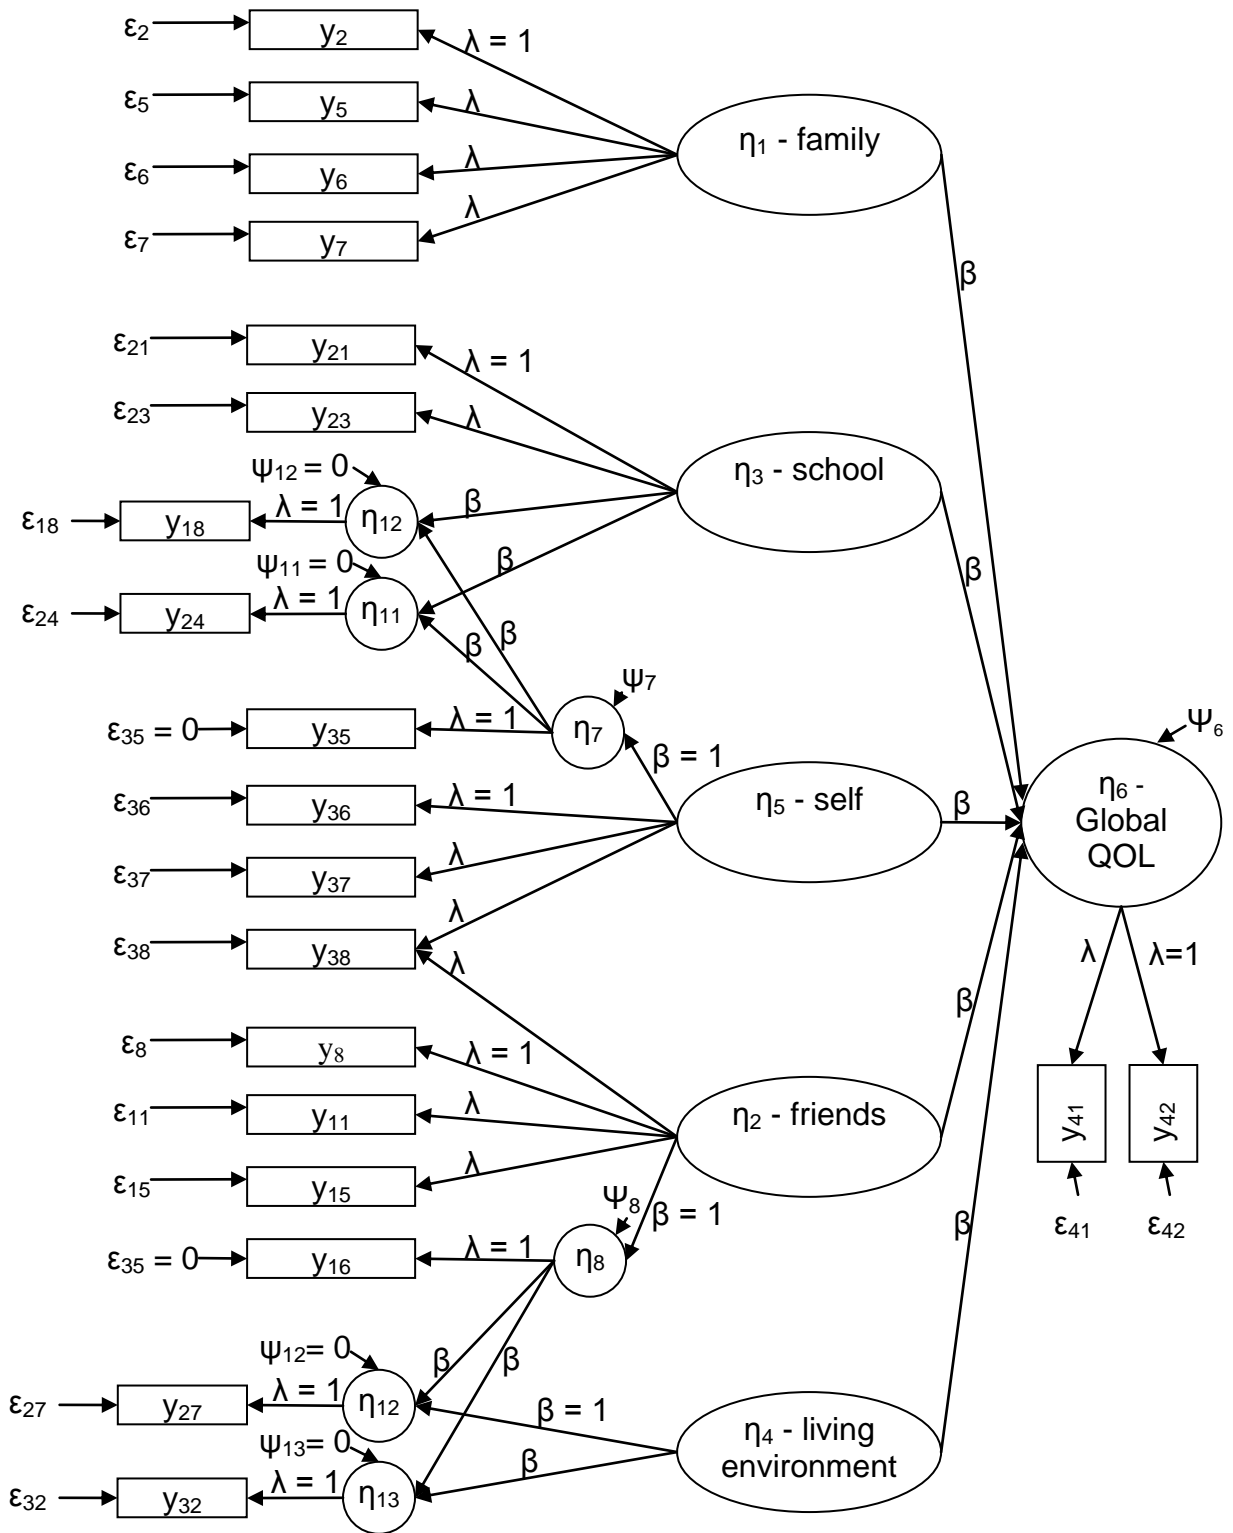 ε2 y2 λ = 1
ε5 y5 λ
η1 - family
ε6 y6 λ
ε7 y7 λ
β
ε21 y21 λ = 1
ε23 y23 λ
η3 - school
Ψ12 = 0
ε18 y18 λ = 1 η12 β
Ψ11 = 0 β β
ε24 y24 λ = 1 η11
β
β
Ψ7
ε35 = 0 y35 λ = 1 η7
β = 1
Ψ6
ε36 y36 λ = 1
η5 - self β
η6 -
Global
QOL
ε37 y37 λ
λ
ε38 y38 λ
λ λ=1
β
ε8 y8 λ = 1
ε11 y11 λ
η2 - friends
y41 y42
ε15 y15 λ
Ψ8 β = 1
β
ε41 ε42
ε35 = 0 y16 λ = 1 η8
Ψ12= 0 β β
ε27 y27 λ = 1 η12 β = 1
η4 - living
environment
Ψ13= 0 β
ε32 y32 λ = 1 η13